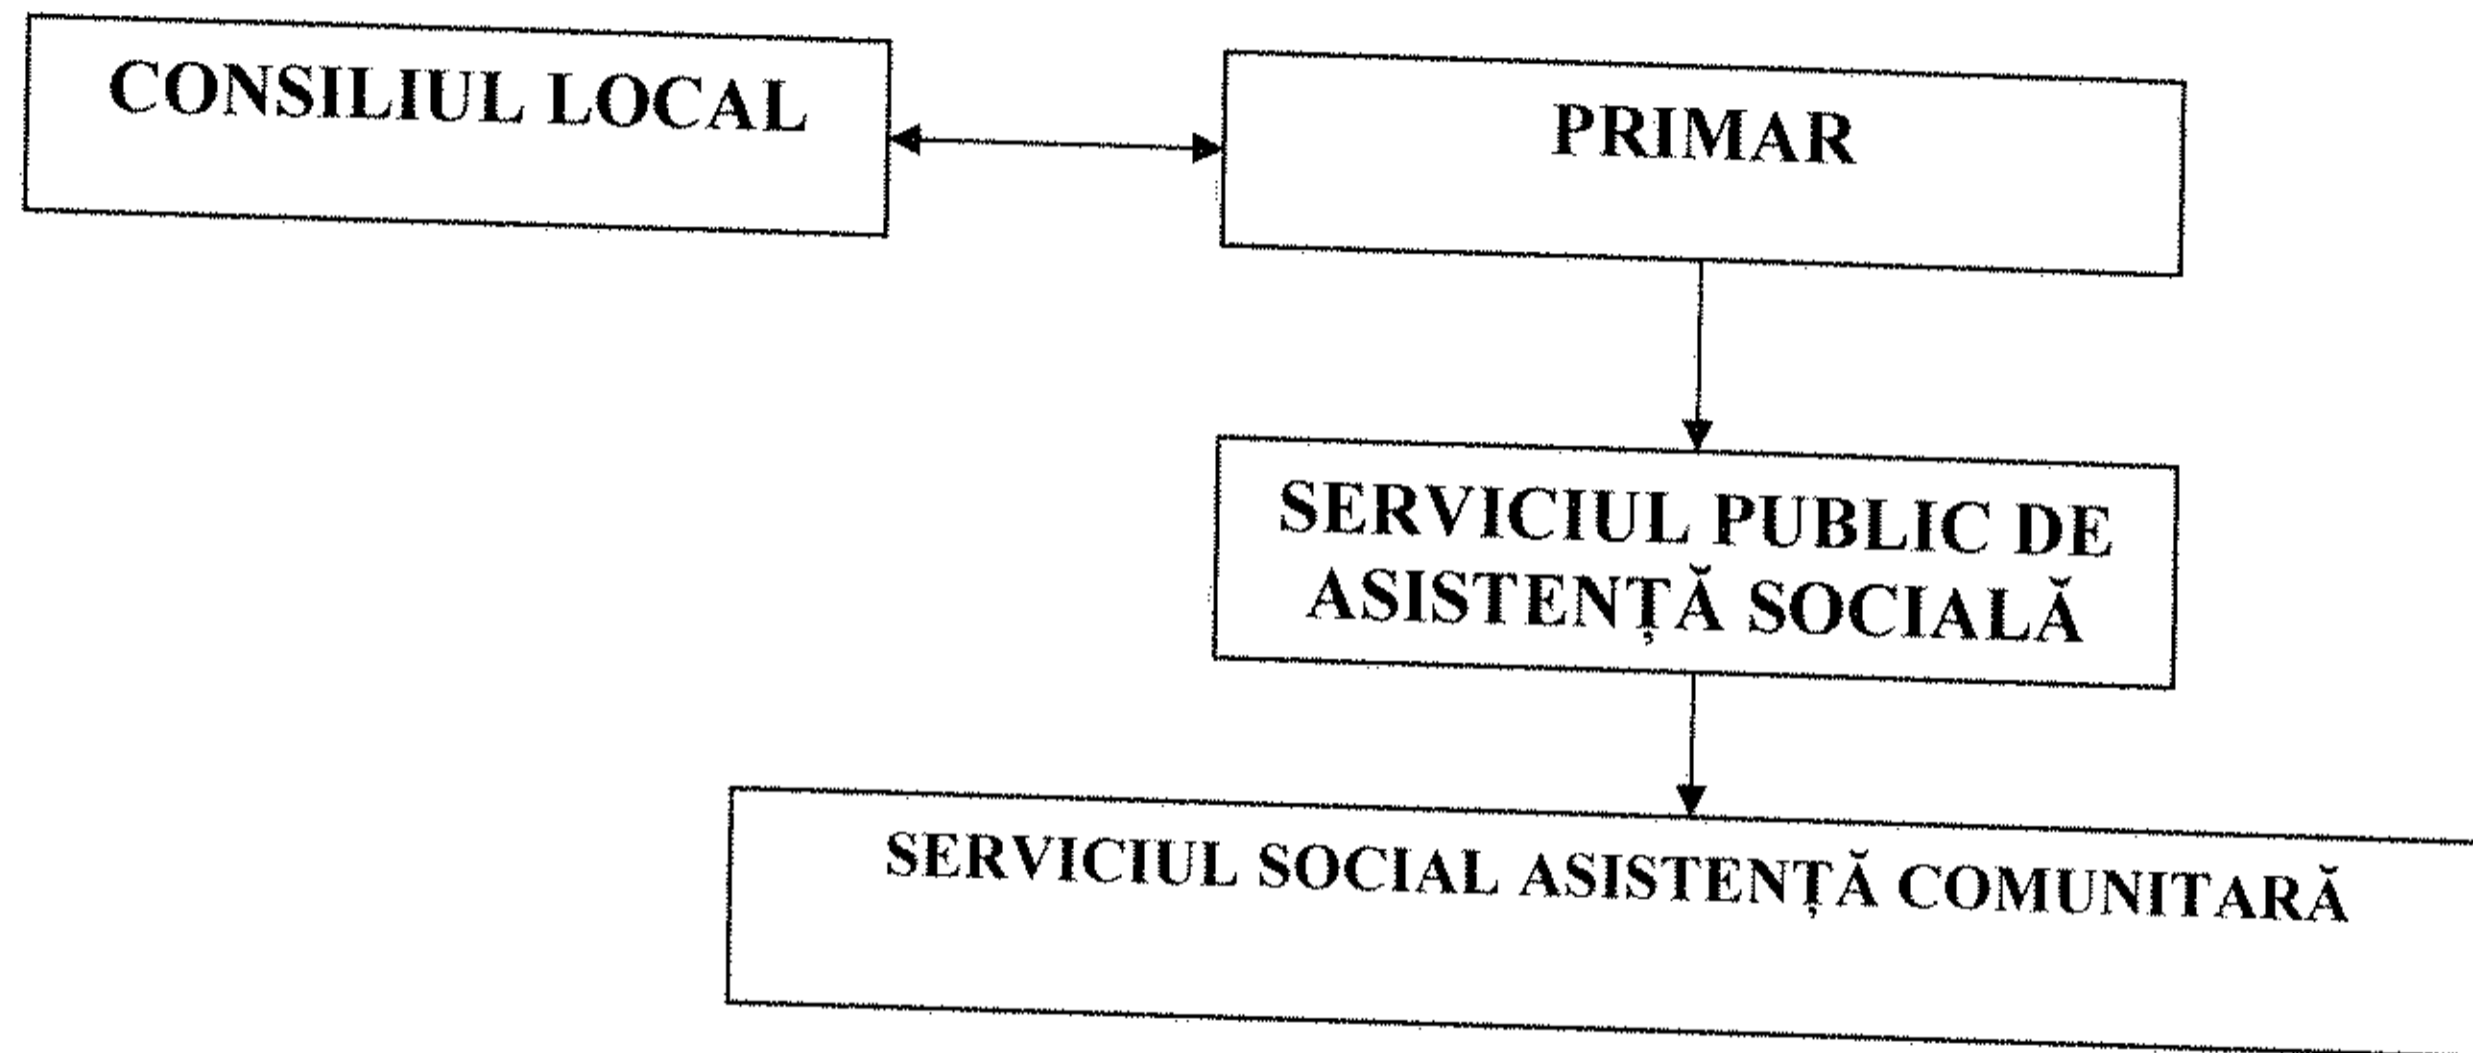 CONSILIUL LOCAL
PRIMAR
SERVICIUL PUBLIC DE
ASISTENȚĂ SOCIALĂ
SERVICIUL SOCIAL ASISTENȚĂ COMUNITARĂ